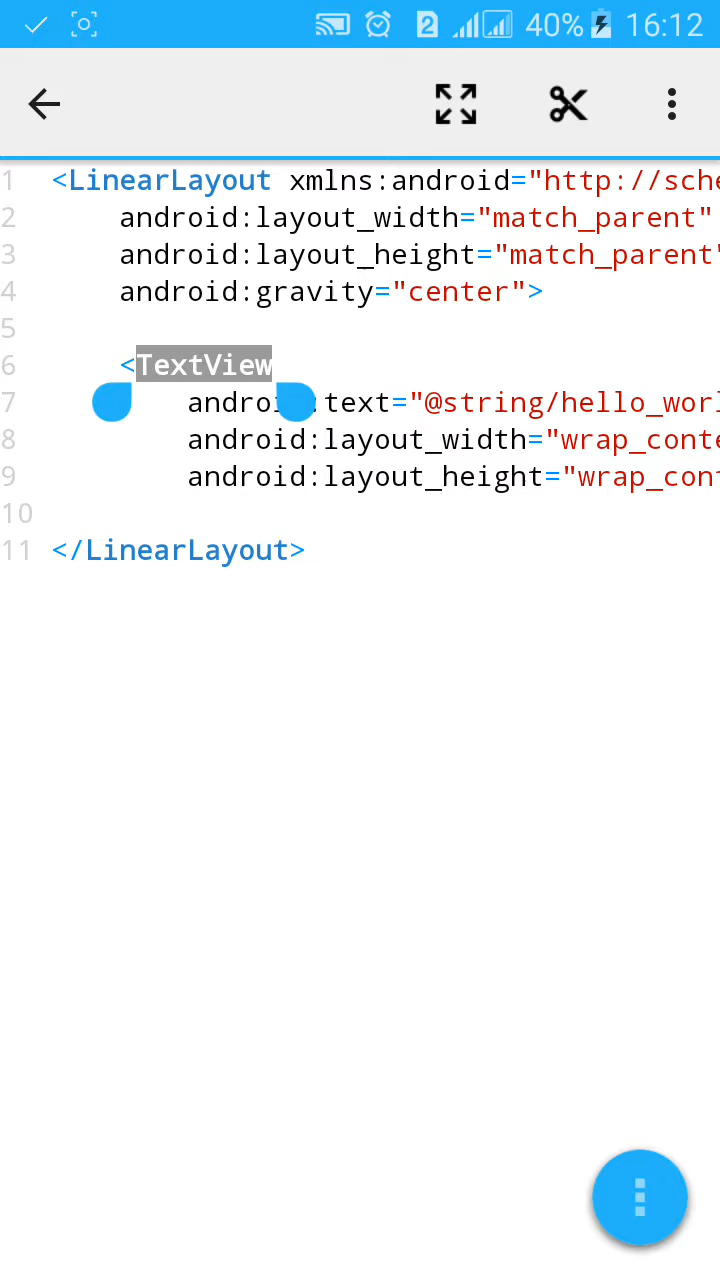 2 40% 16:12
1 <LinearLayout xmlns:android="http://sche
2 android:layout_width="match_parent"
3 android:layout_height="match_parent"
4 android:gravity="center">
5
6 <TextView
7 android:text="@string/hello_worl
8 android:layout_width="wrap_conte
9 android:layout_height="wrap_cont
10
11 </LinearLayout>